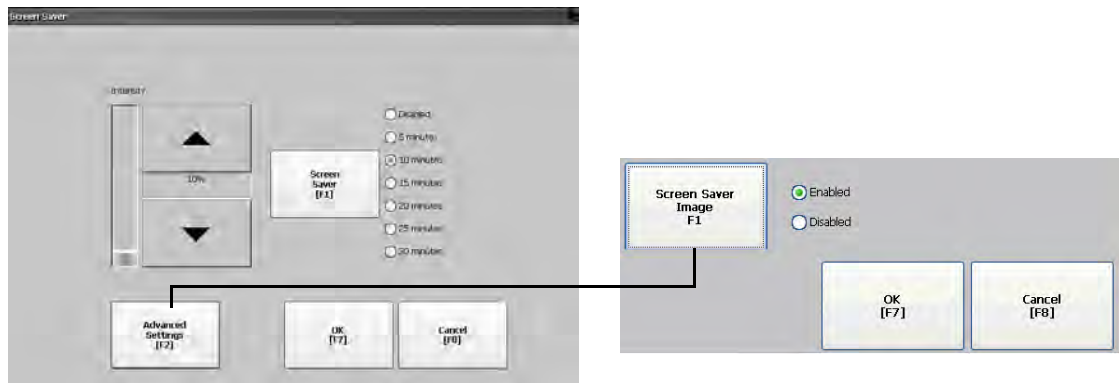 Screen Saver
Intensity
10%
Screen
Saver
[F1]
Disabled
5 minutes
10 minutes
15 minutes
20 minutes
25 minutes
30 minutes
Advanced
Settings
[F2]
OK
[F7]
Cancel
[F8]
Screen Saver
Image
F1
Enabled
Disabled
OK
[F7]
Cancel
[F8]